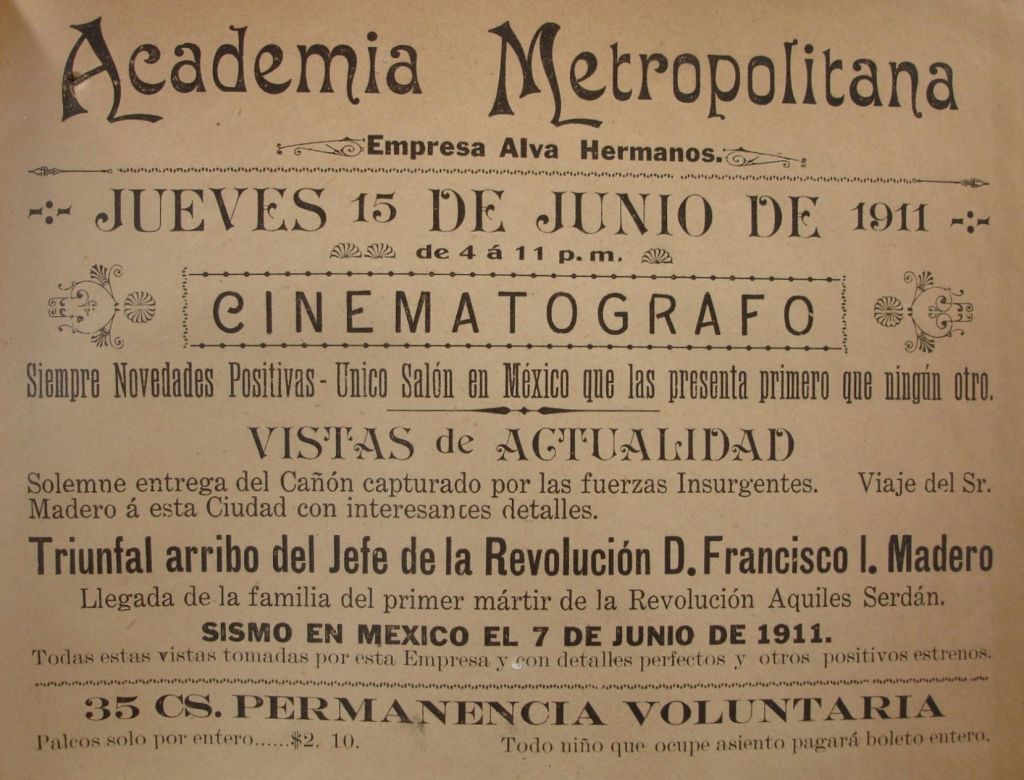 Academia Metropolitana
Empresa Alva Hermanos.
JUEVES 15 DE JUNIO DE 1911
de 4 á 11 p. m.
CINEMATOGRAFO
Siempre Novedades Positivas - Unico Salón en México que las presenta primero que ningún otro.
VISTAS de ACTUALIDAD
Solemne entrega del Cañón capturado por las fuerzas Insurgentes. Viaje del Sr.
Madero á esta Ciudad con interesances detalles.
Triunfal arribo del Jefe de la Revolución D. Francisco I. Madero
Llegada de la familia del primer mártir de la Revolución Aquiles Serdán.
SISMO EN MEXICO EL 7 DE JUNIO DE 1911.
Todas estas vistas tomadas por esta Empresa y con detalles perfectos y otros positivos estrenos.
35 CS. PERMANENCIA VOLUNTARIA
Palcos solo por entero......$2. 10. Todo niño que ocupe asiento pagará boleto entero.